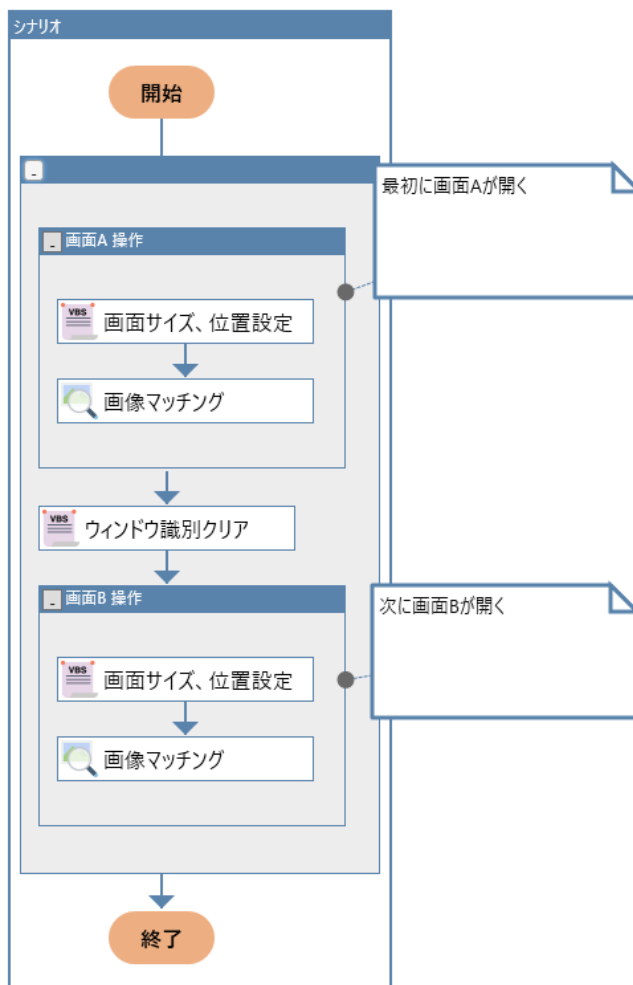 シナリオ
開始
-
最初に画面Aが開く
- 画面A 操作
VBS 画面サイズ、位置設定
画像マッチング
VBS ウィンドウ識別クリア
- 画面B 操作
次に画面Bが開く
VBS 画面サイズ、位置設定
画像マッチング
終了